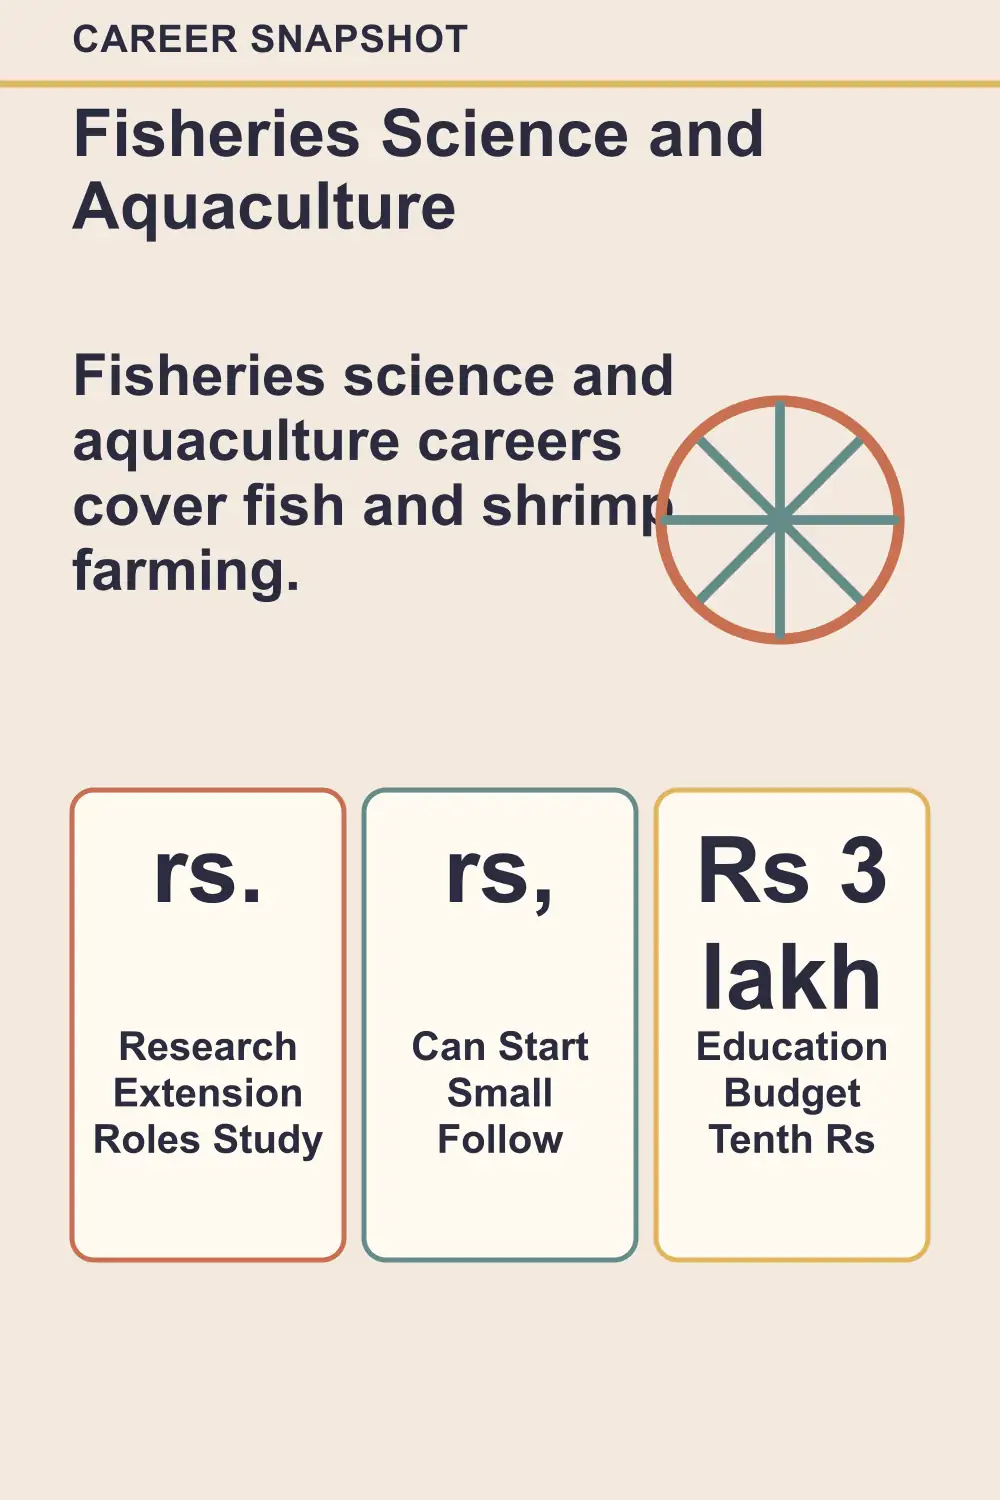 CAREER SNAPSHOT
Fisheries Science and
Aquaculture
Fisheries science and
aquaculture careers
cover fish and shrimp
farming.
rs.
Research
Extension
Roles Study
rs,
Can Start
Small
Follow
Rs 3
lakh
Education
Budget
Tenth Rs